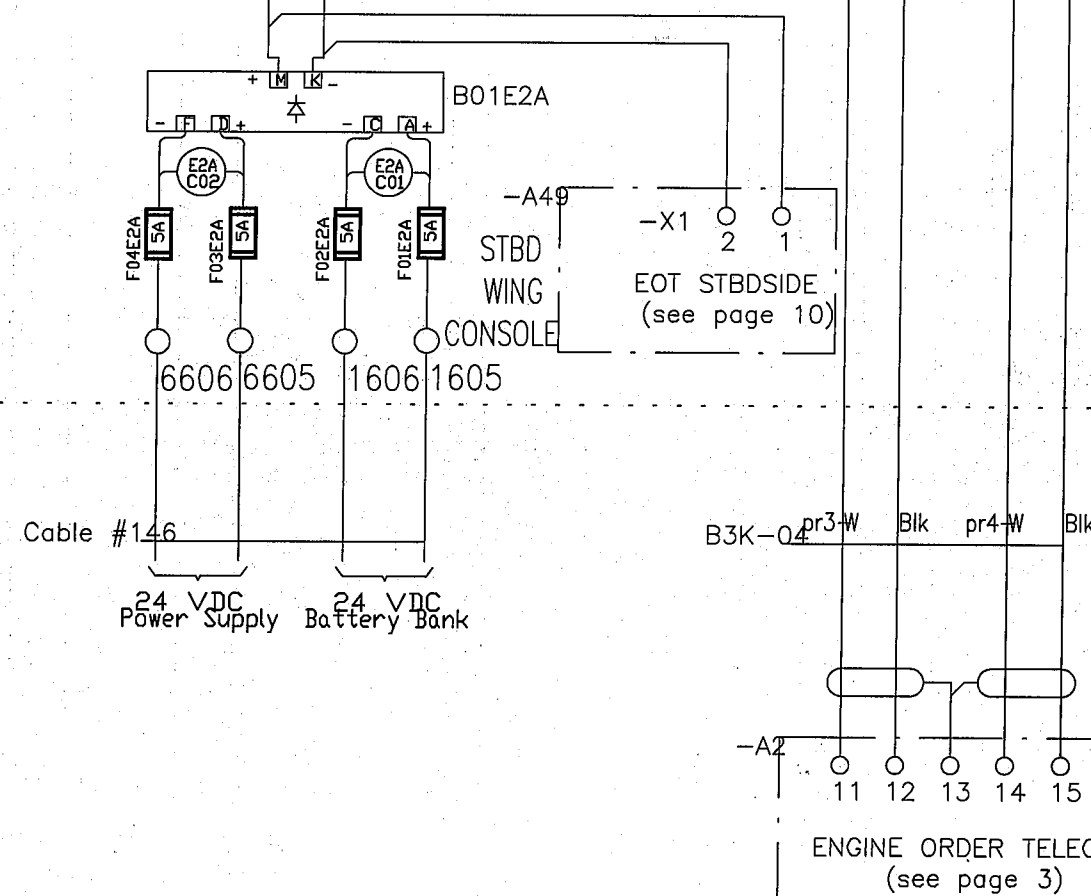 + M K -
B01E2A
- F D +
- C A +
E2A
C02
E2A
C01
F04E2A
5A
F03E2A
5A
F02E2A
5A
F01E2A
5A
-A49
STBD
WING
CONSOLE
-X1
2
1
EOT STBDSIDE
(see page 10)
6606
6605
1606
1605
Cable #146
24 VDC
Power Supply
24 VDC
Battery Bank
B3K-04
pr3-W
Blk
pr4-W
Blk
-A2
11
12
13
14
15
ENGINE ORDER TELEC
(see page 3)